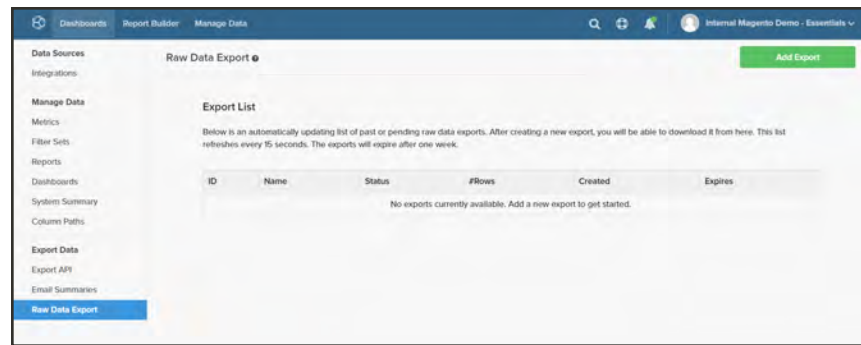 Dashboards Report Builder Manage Data Internal Magento Demo - Essentials
Data Sources
Integrations
Manage Data
Metrics
Filter Sets
Reports
Dashboards
System Summary
Column Paths
Export Data
Export API
Email Summaries
Raw Data Export
Raw Data Export
Add Export
Export List
Below is an automatically updating list of past or pending raw data exports. After creating a new export, you will be able to download it from here. This list
refreshes every 15 seconds. The exports will expire after one week.
ID Name Status #Rows Created Expires
No exports currently available. Add a new export to get started.